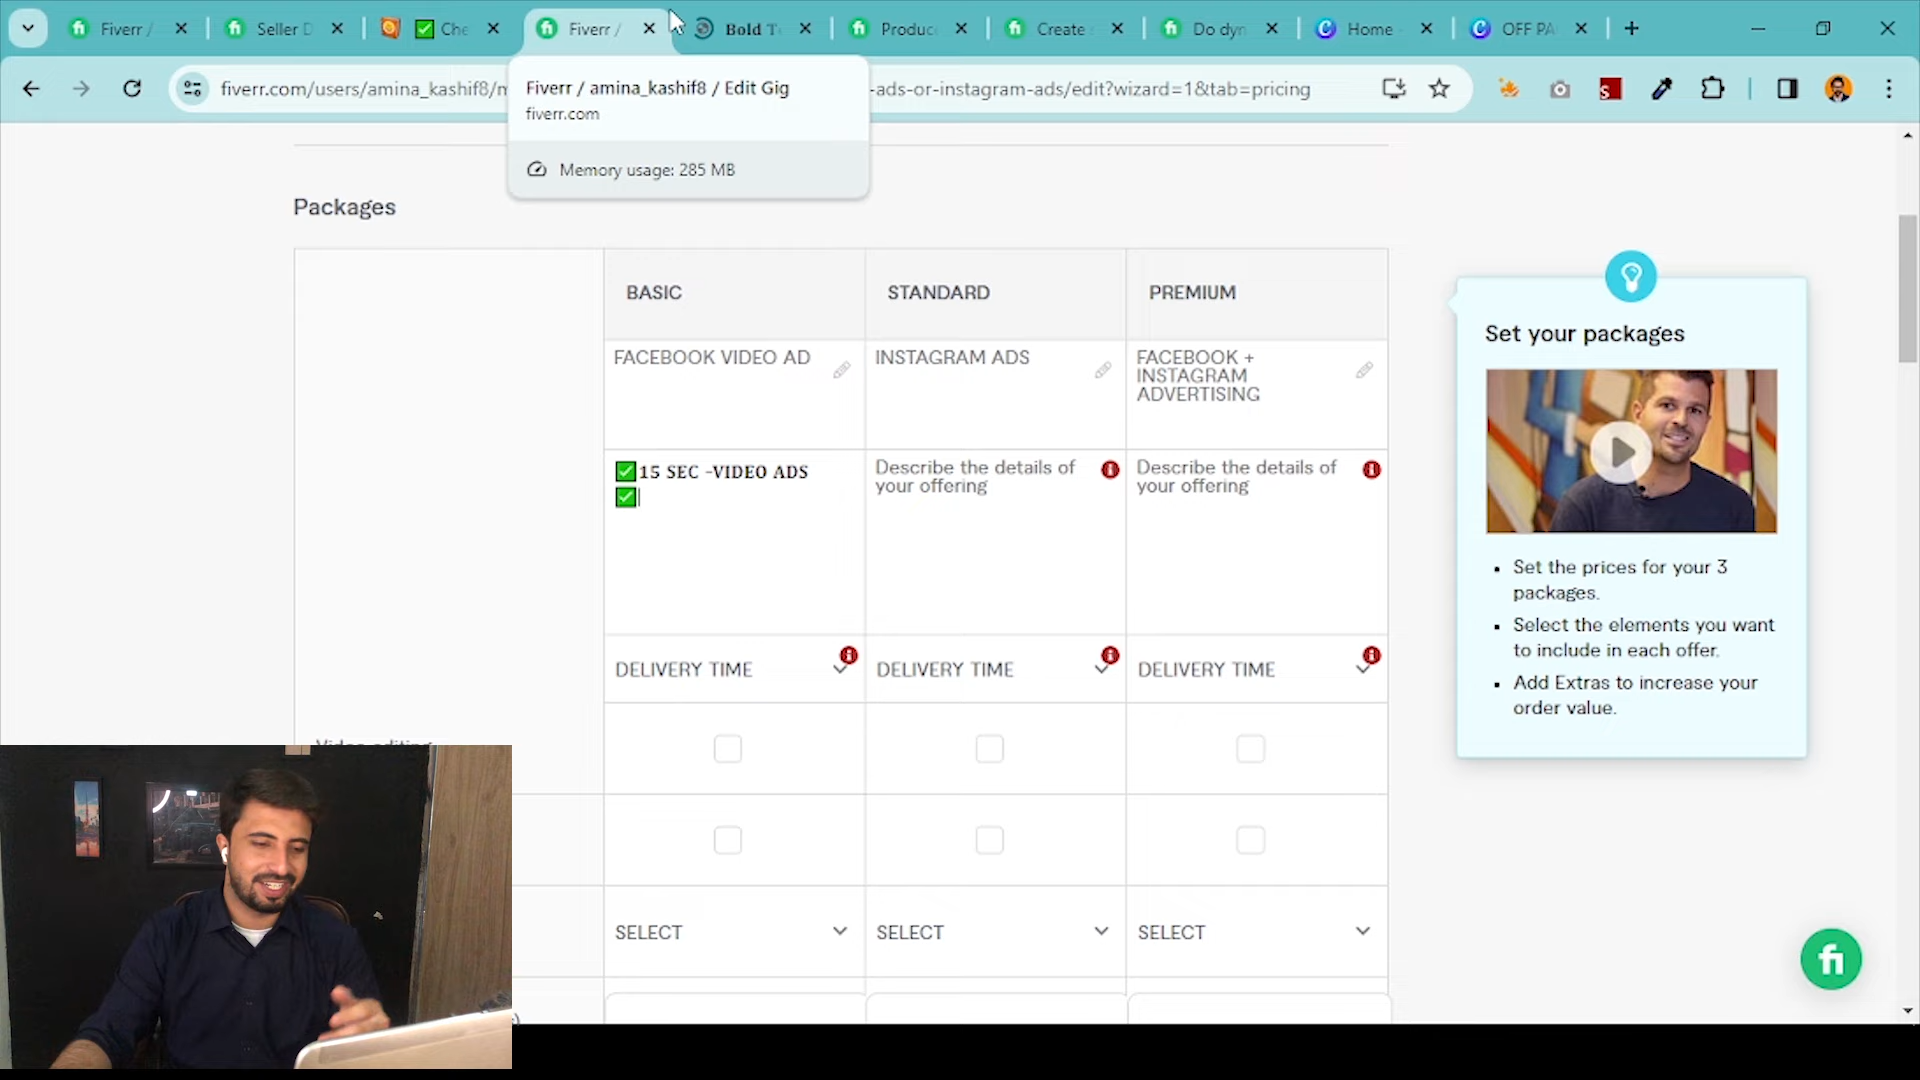 Fiverr /
Seller D
Che
Fiverr /
Bold T
Produc
Create
Do dyn
Home -
OFF PA
fiverr.com/users/amina_kashif8/m
-ads-or-instagram-ads/edit?wizard=1&tab=pricing
Fiverr / amina_kashif8 / Edit Gig
fiverr.com
Memory usage: 285 MB
Packages
BASIC
STANDARD
PREMIUM
FACEBOOK VIDEO AD
INSTAGRAM ADS
FACEBOOK +
INSTAGRAM
ADVERTISING
✅15 SEC -VIDEO ADS
✅
Describe the details of
your offering
Describe the details of
your offering
DELIVERY TIME
DELIVERY TIME
DELIVERY TIME
Video editing
SELECT
SELECT
SELECT
Set your packages
• Set the prices for your 3
packages.
• Select the elements you want
to include in each offer.
• Add Extras to increase your
order value.
fi